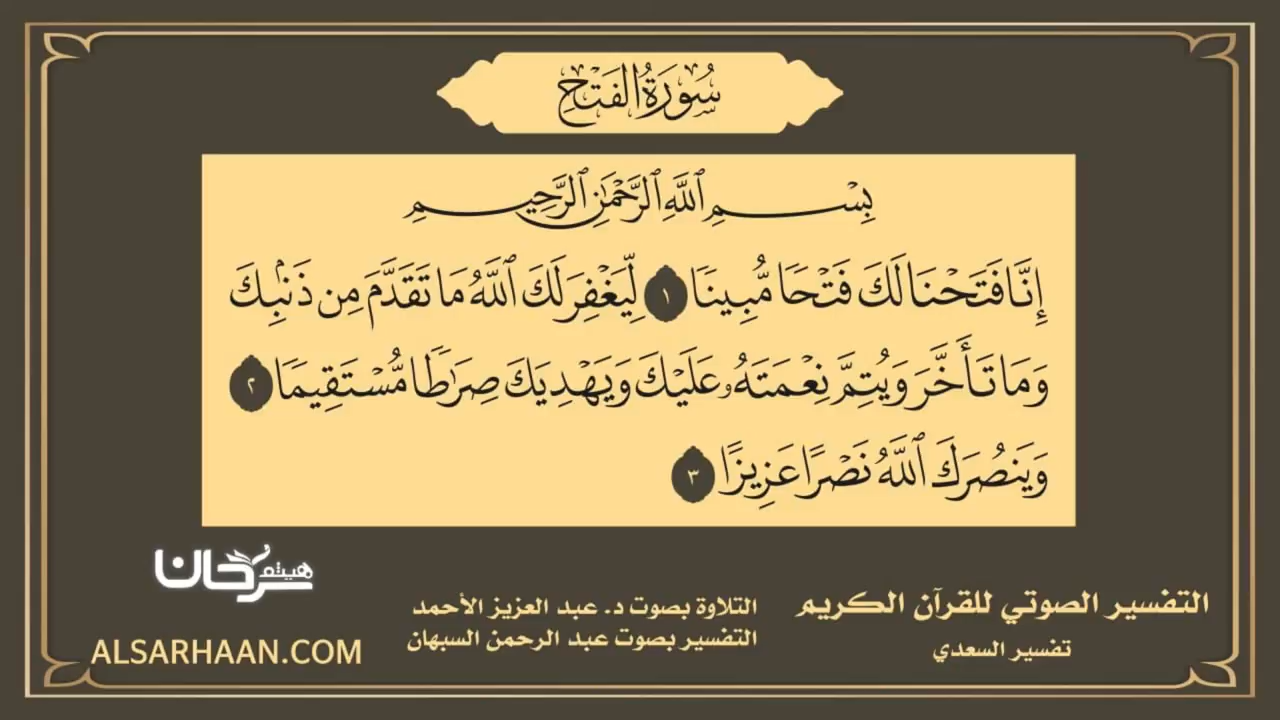 سُورَةُ الفَتْحِ
بِسْمِ ٱللَّهِ ٱلرَّحْمَٰنِ ٱلرَّحِيمِ
إِنَّا فَتَحْنَا لَكَ فَتْحًا مُّبِينًا ١ لِّيَغْفِرَ لَكَ ٱللَّهُ مَا تَقَدَّمَ مِن ذَنۢبِكَ
وَمَا تَأَخَّرَ وَيُتِمَّ نِعْمَتَهُۥ عَلَيْكَ وَيَهْدِيَكَ صِرَٰطًا مُّسْتَقِيمًا ٢
وَيَنصُرَكَ ٱللَّهُ نَصْرًا عَزِيزًا ٣
التفسير الصوتي للقرآن الكريم
تفسير السعدي
التلاوة بصوت د. عبد العزيز الأحمد
التفسير بصوت عبد الرحمن السبهان
هيثم سرحان
ALSARHAAN.COM